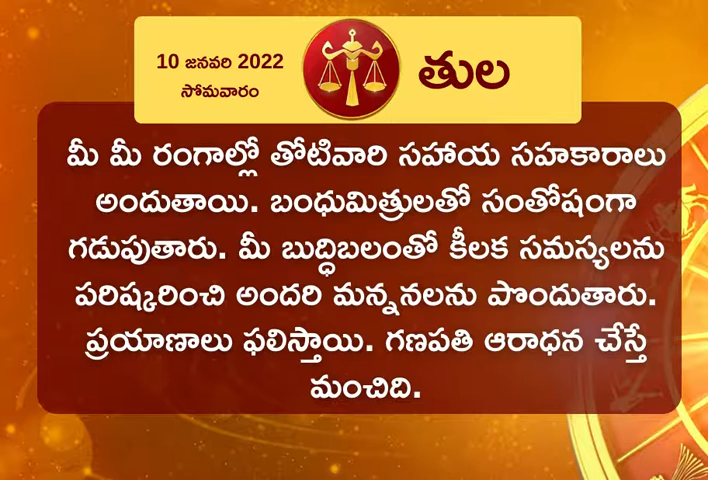 10 జనవరి 2022
సోమవారం
తుల
మీ మీ రంగాల్లో తోటివారి సహాయ సహకారాలు
అందుతాయి. బంధుమిత్రులతో సంతోషంగా
గడుపుతారు. మీ బుద్ధిబలంతో కీలక సమస్యలను
పరిష్కరించి అందరి మన్ననలను పొందుతారు.
ప్రయాణాలు ఫలిస్తాయి. గణపతి ఆరాధన చేస్తే
మంచిది.